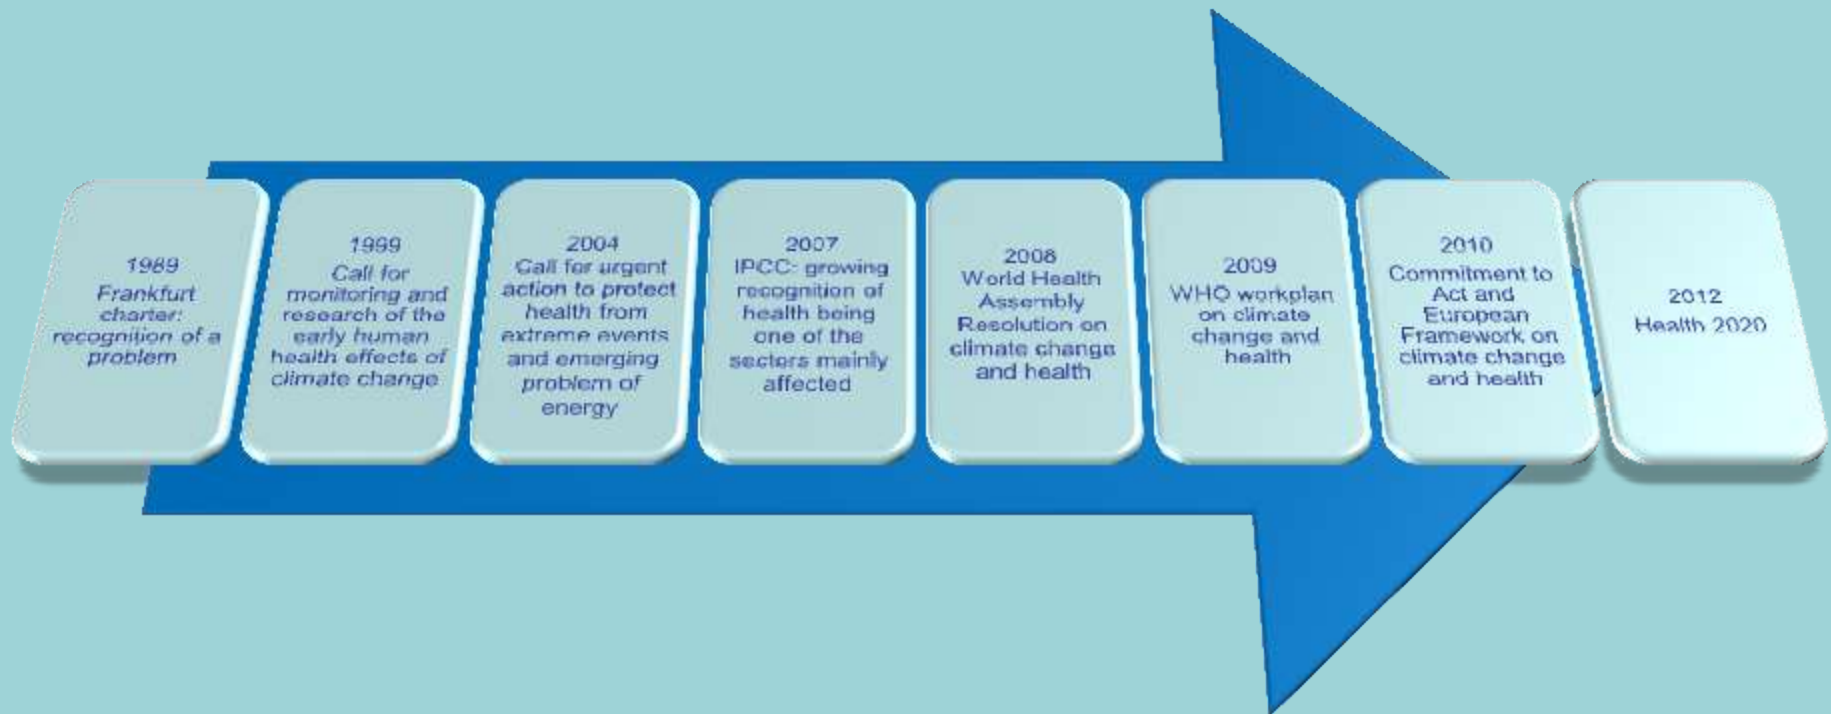 1989
Frankfurt
charter:
recognition of a
problem
1999
Call for
monitoring and
research of the
early human
health effects of
climate change
2004
Call for urgent
action to protect
health from
extreme events
and emerging
problem of
energy
2007
IPCC: growing
recognition of
health being
one of the
sectors mainly
affected
2008
World Health
Assembly
Resolution on
climate change
and health
2009
WHO workplan
on climate
change and
health
2010
Commitment to
Act and
European
Framework on
climate change
and health
2012
Health 2020